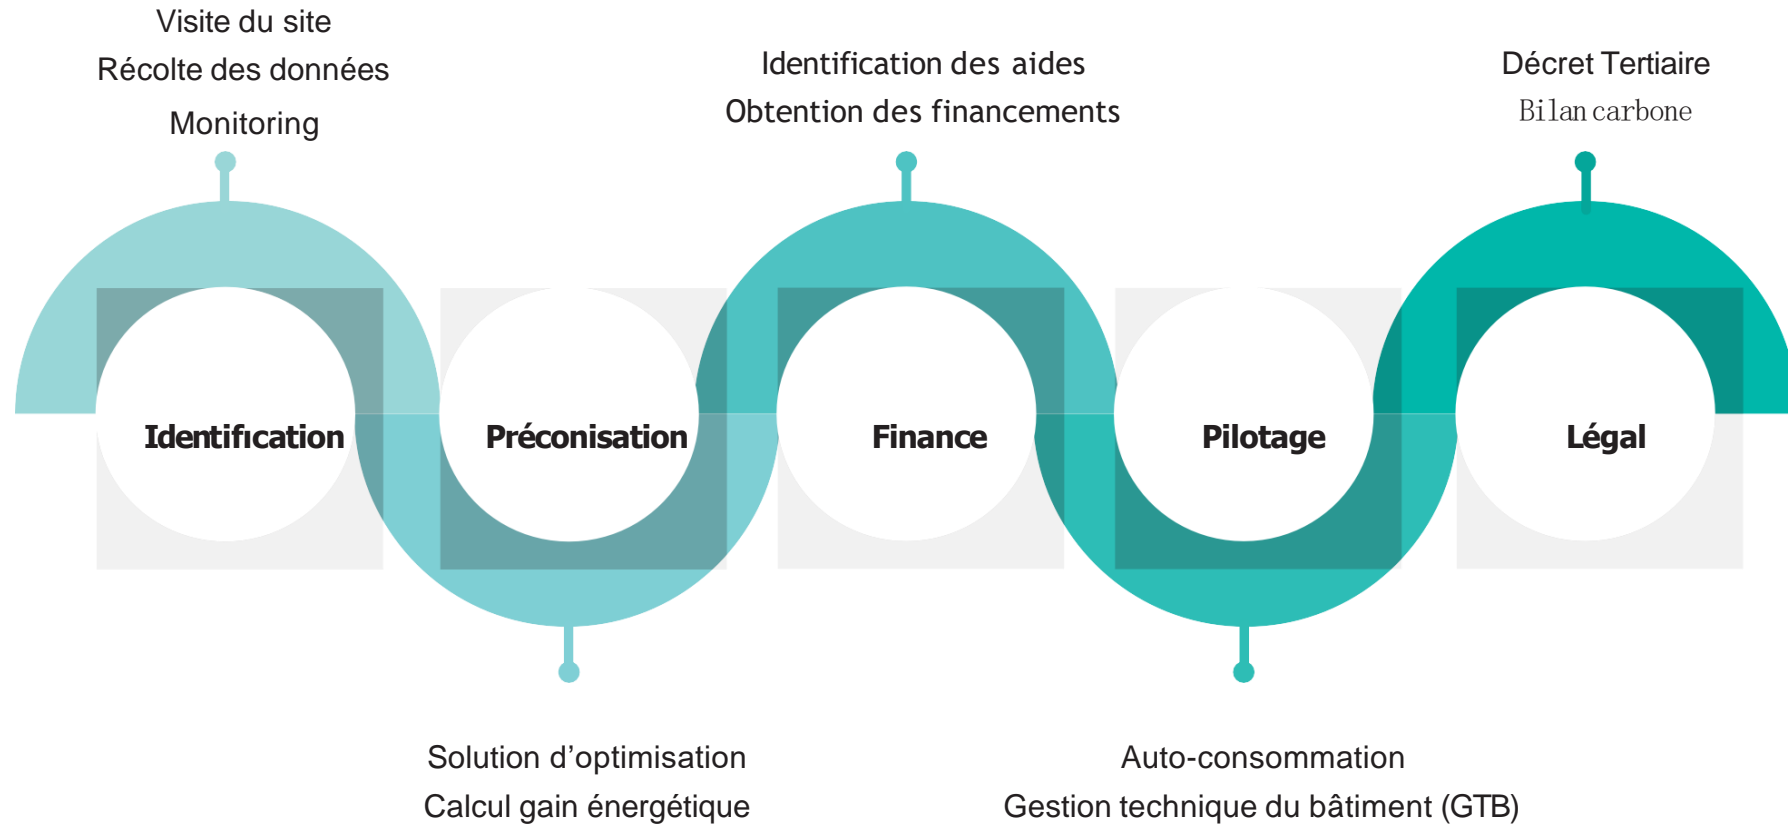 Visite du site
Récolte des données
Monitoring
Identification des aides
Obtention des financements
Décret Tertiaire
Bilan carbone
Identification
Préconisation
Finance
Pilotage
Légal
Solution d’optimisation
Calcul gain énergétique
Auto-consommation
Gestion technique du bâtiment (GTB)